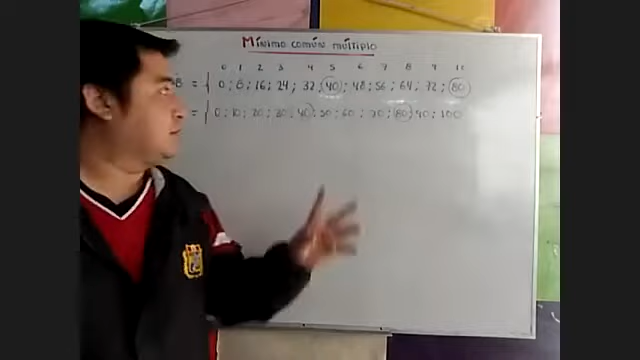 Mínimo común múltiplo
0 1 2 3 4 5 6 7 8 9 10
8 = { 0 ; 8 ; 16 ; 24 ; 32 ; 40 ; 48 ; 56 ; 64 ; 72 ; 80
= { 0 ; 10 ; 20 ; 30 ; 40 ; 50 ; 60 ; 70 ; 80 ; 90 ; 100